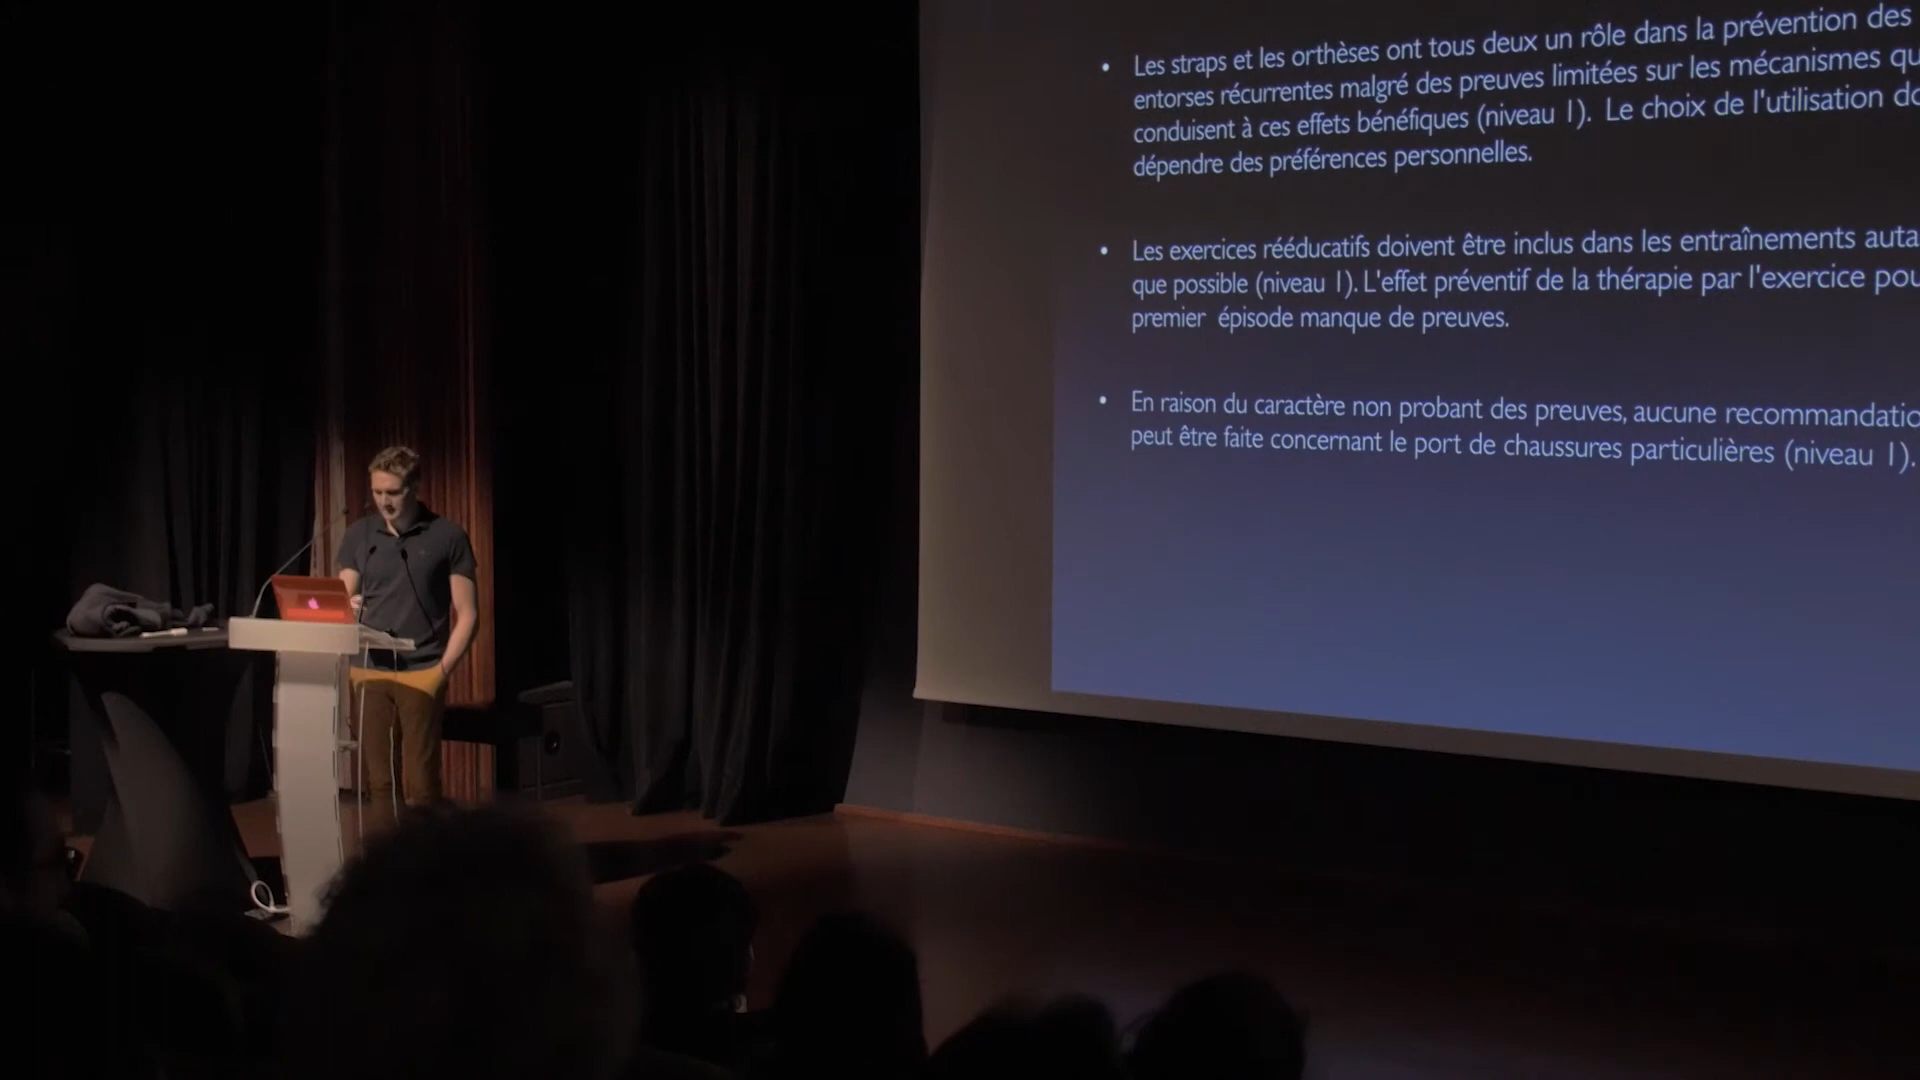 • Les straps et les orthèses ont tous deux un rôle dans la prévention des
entorses récurrentes malgré des preuves limitées sur les mécanismes qu
conduisent à ces effets bénéfiques (niveau 1). Le choix de l'utilisation do
dépendre des préférences personnelles.
• Les exercices rééducatifs doivent être inclus dans les entraînements auta
que possible (niveau 1). L'effet préventif de la thérapie par l'exercice pou
premier épisode manque de preuves.
• En raison du caractère non probant des preuves, aucune recommandatio
peut être faite concernant le port de chaussures particulières (niveau 1).